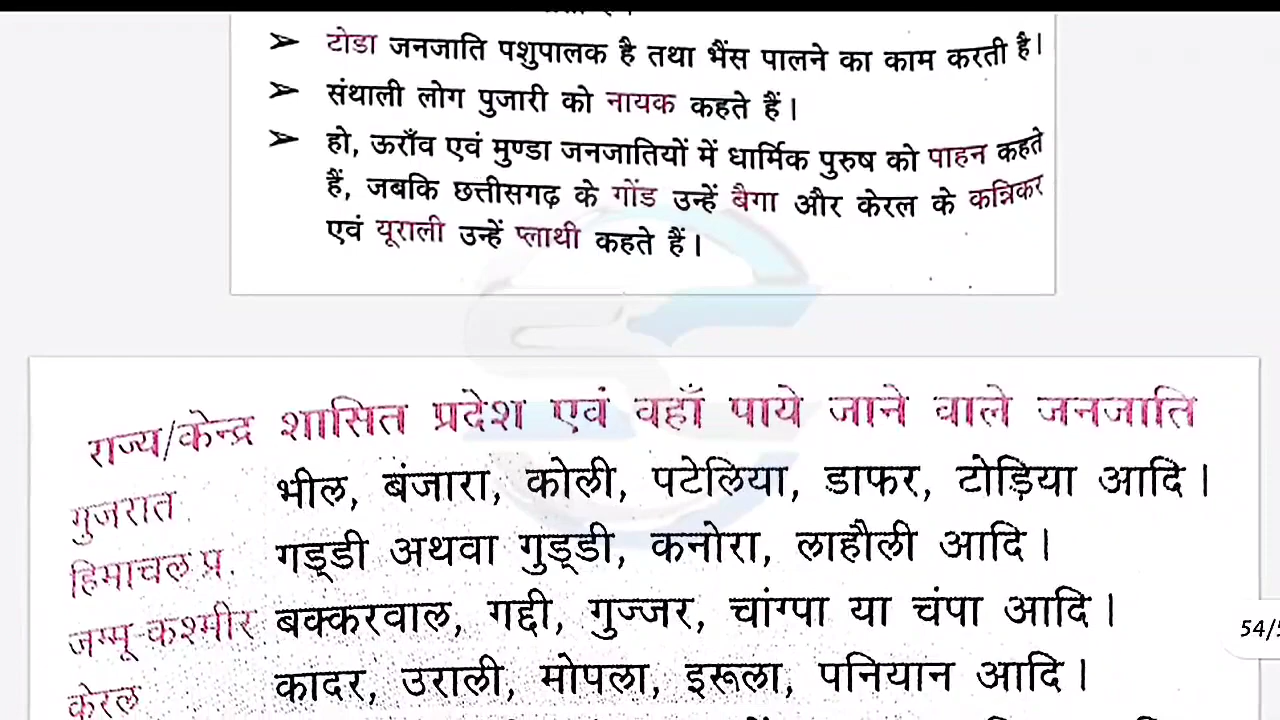 ➢ टोडा जनजाति पशुपालक है तथा भैंस पालने का काम करती है।
➢ संथाली लोग पुजारी को नायक कहते हैं।
➢ हो, ऊराँव एवं मुण्डा जनजातियों में धार्मिक पुरुष को पाहन कहते
हैं, जबकि छत्तीसगढ़ के गोंड उन्हें बैगा और केरल के कन्निकर
एवं यूराली उन्हें प्लाथी कहते हैं।
राज्य/केन्द्र शासित प्रदेश एवं वहाँ पाये जाने वाले जनजाति
गुजरात भील, बंजारा, कोली, पटेलिया, डाफर, टोड़िया आदि।
हिमाचल प्र. गड्डी अथवा गुड्डी, कनोरा, लाहौली आदि।
जम्मू-कश्मीर बक्करवाल, गद्दी, गुज्जर, चांग्पा या चंपा आदि।
केरल कादर, उराली, मोपला, इरूला, पनियान आदि।
54/5